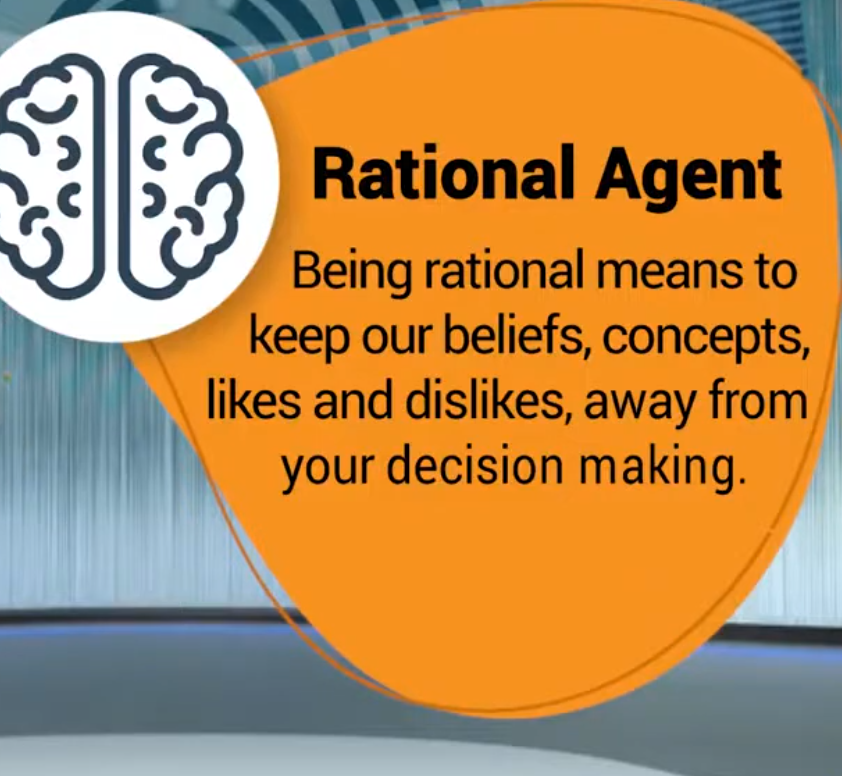 Rational Agent
Being rational means to
keep our beliefs, concepts,
likes and dislikes, away from
your decision making.